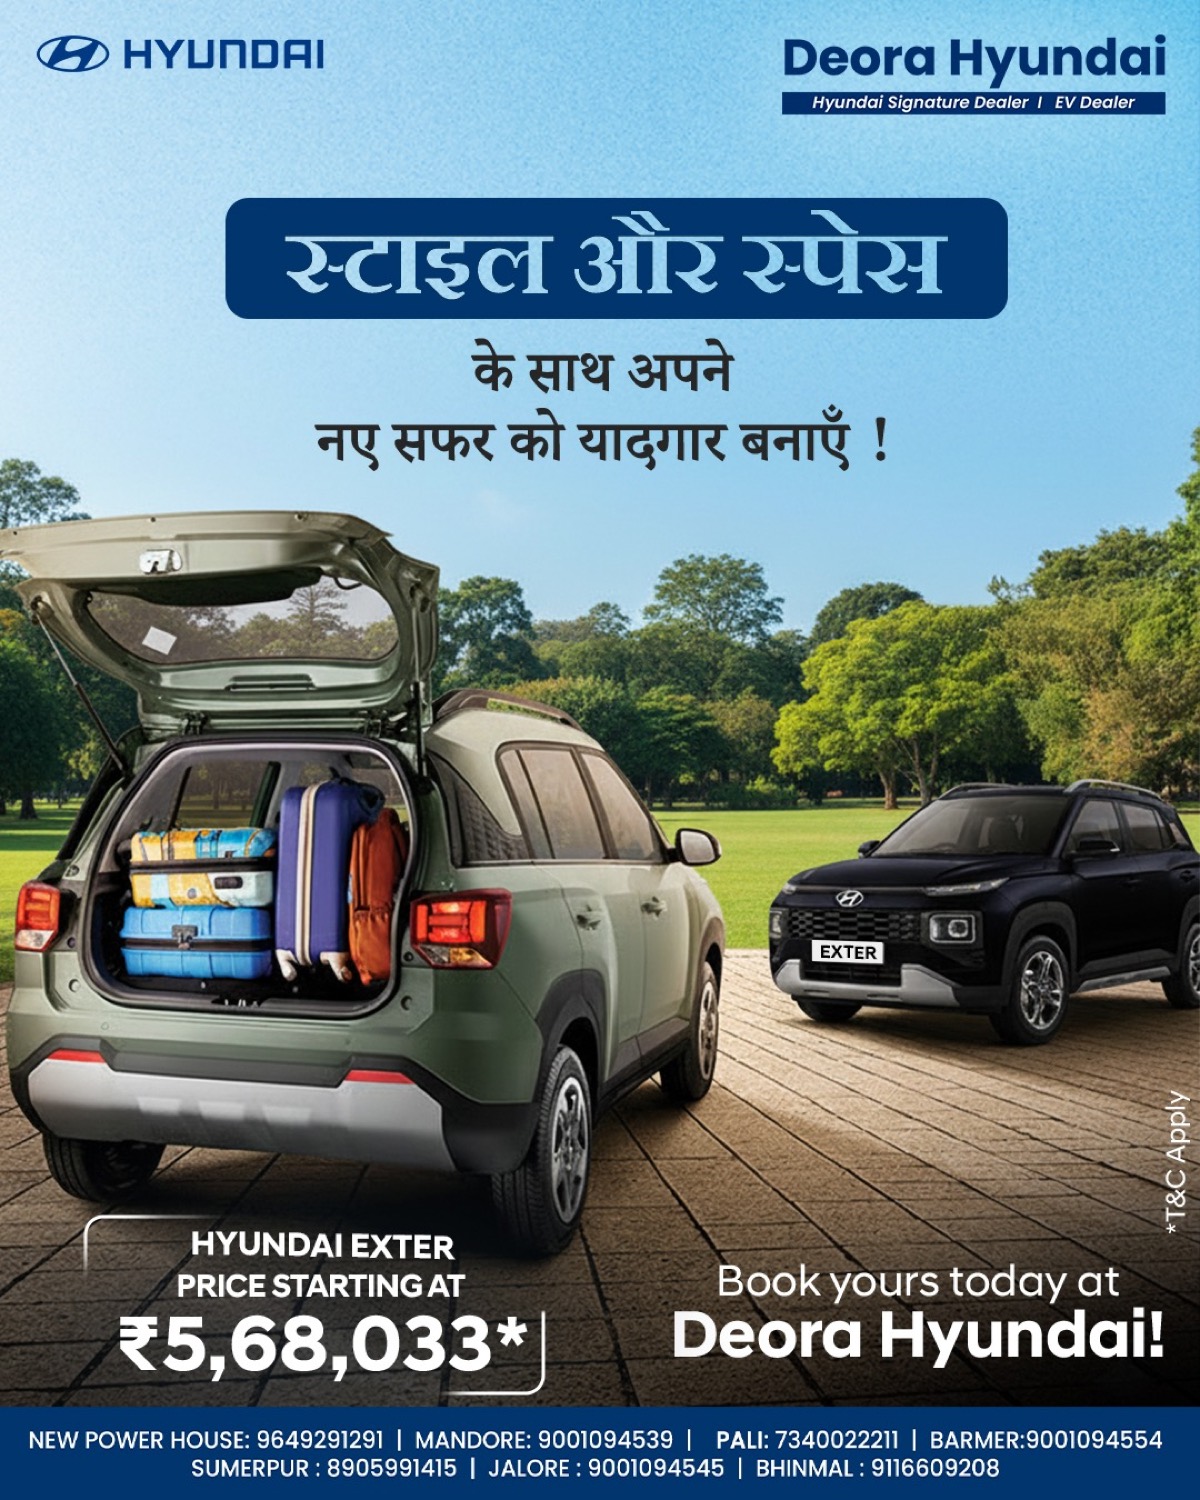 HYUNDAI
Deora Hyundai
Hyundai Signature Dealer I EV Dealer
स्टाइल और स्पेस
के साथ अपने
नए सफर को यादगार बनाएँ !
EXTER
*T&C Apply
HYUNDAI EXTER
PRICE STARTING AT
₹5,68,033*
Book yours today at
Deora Hyundai!
NEW POWER HOUSE: 9649291291 | MANDORE: 9001094539 | PALI: 7340022211 | BARMER:9001094554
SUMERPUR : 8905991415 | JALORE : 9001094545 | BHINMAL : 9116609208